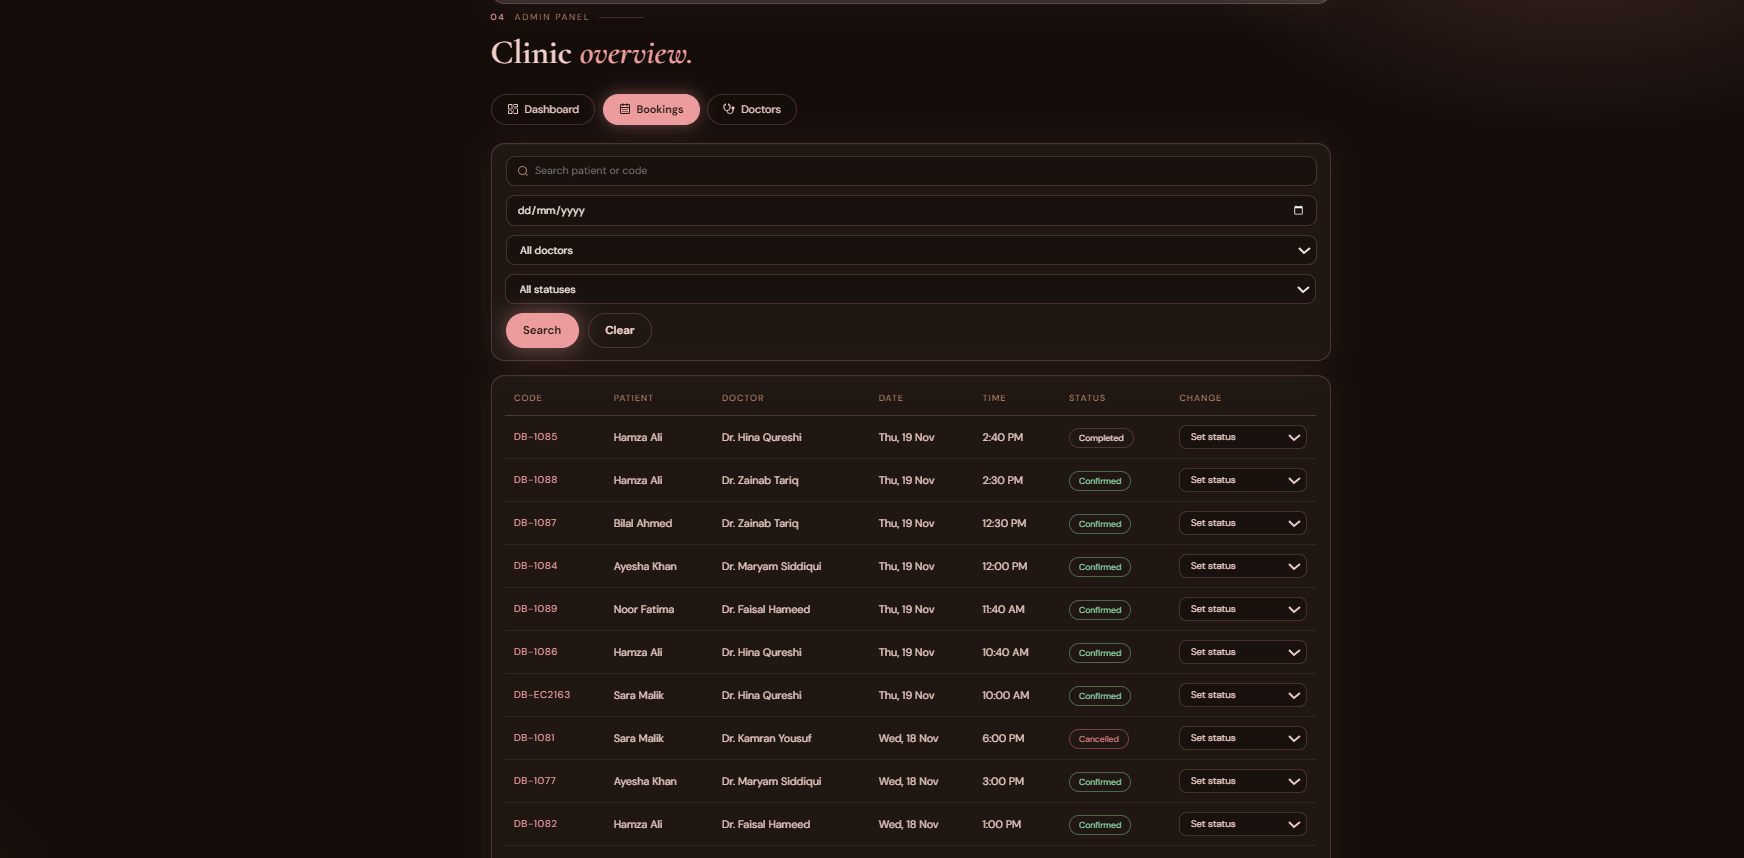 04 ADMIN PANEL
Clinic overview.
Dashboard Bookings Doctors
Search patient or code
dd/mm/yyyy
All doctors
All statuses
Search Clear
CODE PATIENT DOCTOR DATE TIME STATUS CHANGE
DB-1085 Hamza Ali Dr. Hina Qureshi Thu, 19 Nov 2:40 PM Completed Set status
DB-1088 Hamza Ali Dr. Zainab Tariq Thu, 19 Nov 2:30 PM Confirmed Set status
DB-1087 Bilal Ahmed Dr. Zainab Tariq Thu, 19 Nov 12:30 PM Confirmed Set status
DB-1084 Ayesha Khan Dr. Maryam Siddiqui Thu, 19 Nov 12:00 PM Confirmed Set status
DB-1089 Noor Fatima Dr. Faisal Hameed Thu, 19 Nov 11:40 AM Confirmed Set status
DB-1086 Hamza Ali Dr. Hina Qureshi Thu, 19 Nov 10:40 AM Confirmed Set status
DB-EC2163 Sara Malik Dr. Hina Qureshi Thu, 19 Nov 10:00 AM Confirmed Set status
DB-1081 Sara Malik Dr. Kamran Yousuf Wed, 18 Nov 6:00 PM Cancelled Set status
DB-1077 Ayesha Khan Dr. Maryam Siddiqui Wed, 18 Nov 3:00 PM Confirmed Set status
DB-1082 Hamza Ali Dr. Faisal Hameed Wed, 18 Nov 1:00 PM Confirmed Set status